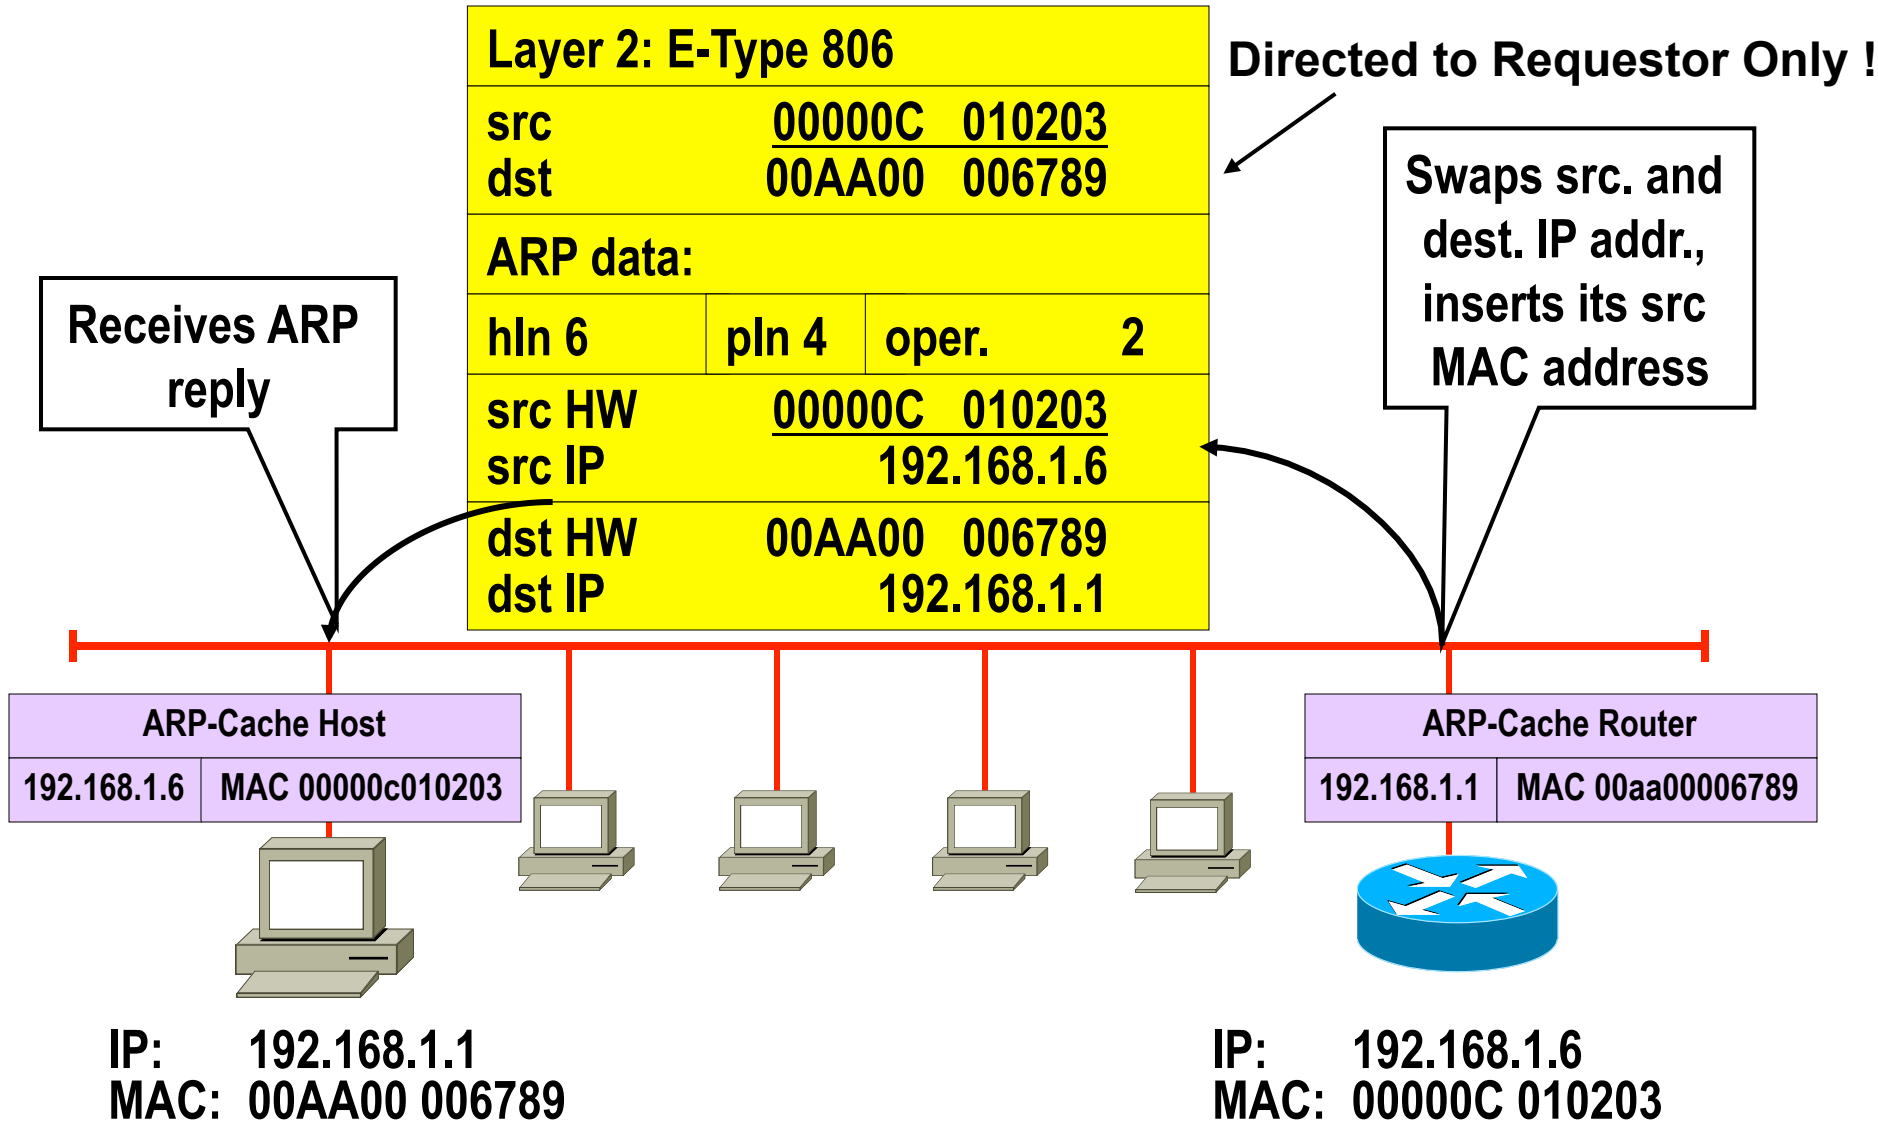 Layer 2: E-Type 806
Directed to Requestor Only !
src 00000C 010203
dst 00AA00 006789
ARP data:
hln 6 pln 4 oper. 2
src HW 00000C 010203
src IP 192.168.1.6
dst HW 00AA00 006789
dst IP 192.168.1.1
Receives ARP
reply
Swaps src. and
dest. IP addr.,
inserts its src
MAC address
ARP-Cache Host
192.168.1.6 MAC 00000c010203
ARP-Cache Router
192.168.1.1 MAC 00aa00006789
IP: 192.168.1.1
MAC: 00AA00 006789
IP: 192.168.1.6
MAC: 00000C 010203